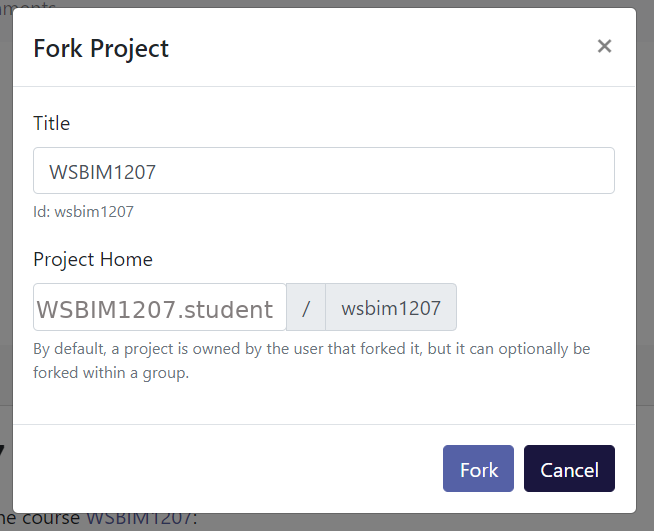 Fork Project ×
Title
WSBIM1207
Id: wsbim1207
Project Home
WSBIM1207.student / wsbim1207
By default, a project is owned by the user that forked it, but it can optionally be
forked within a group.
Fork Cancel
course WSBIM1207: